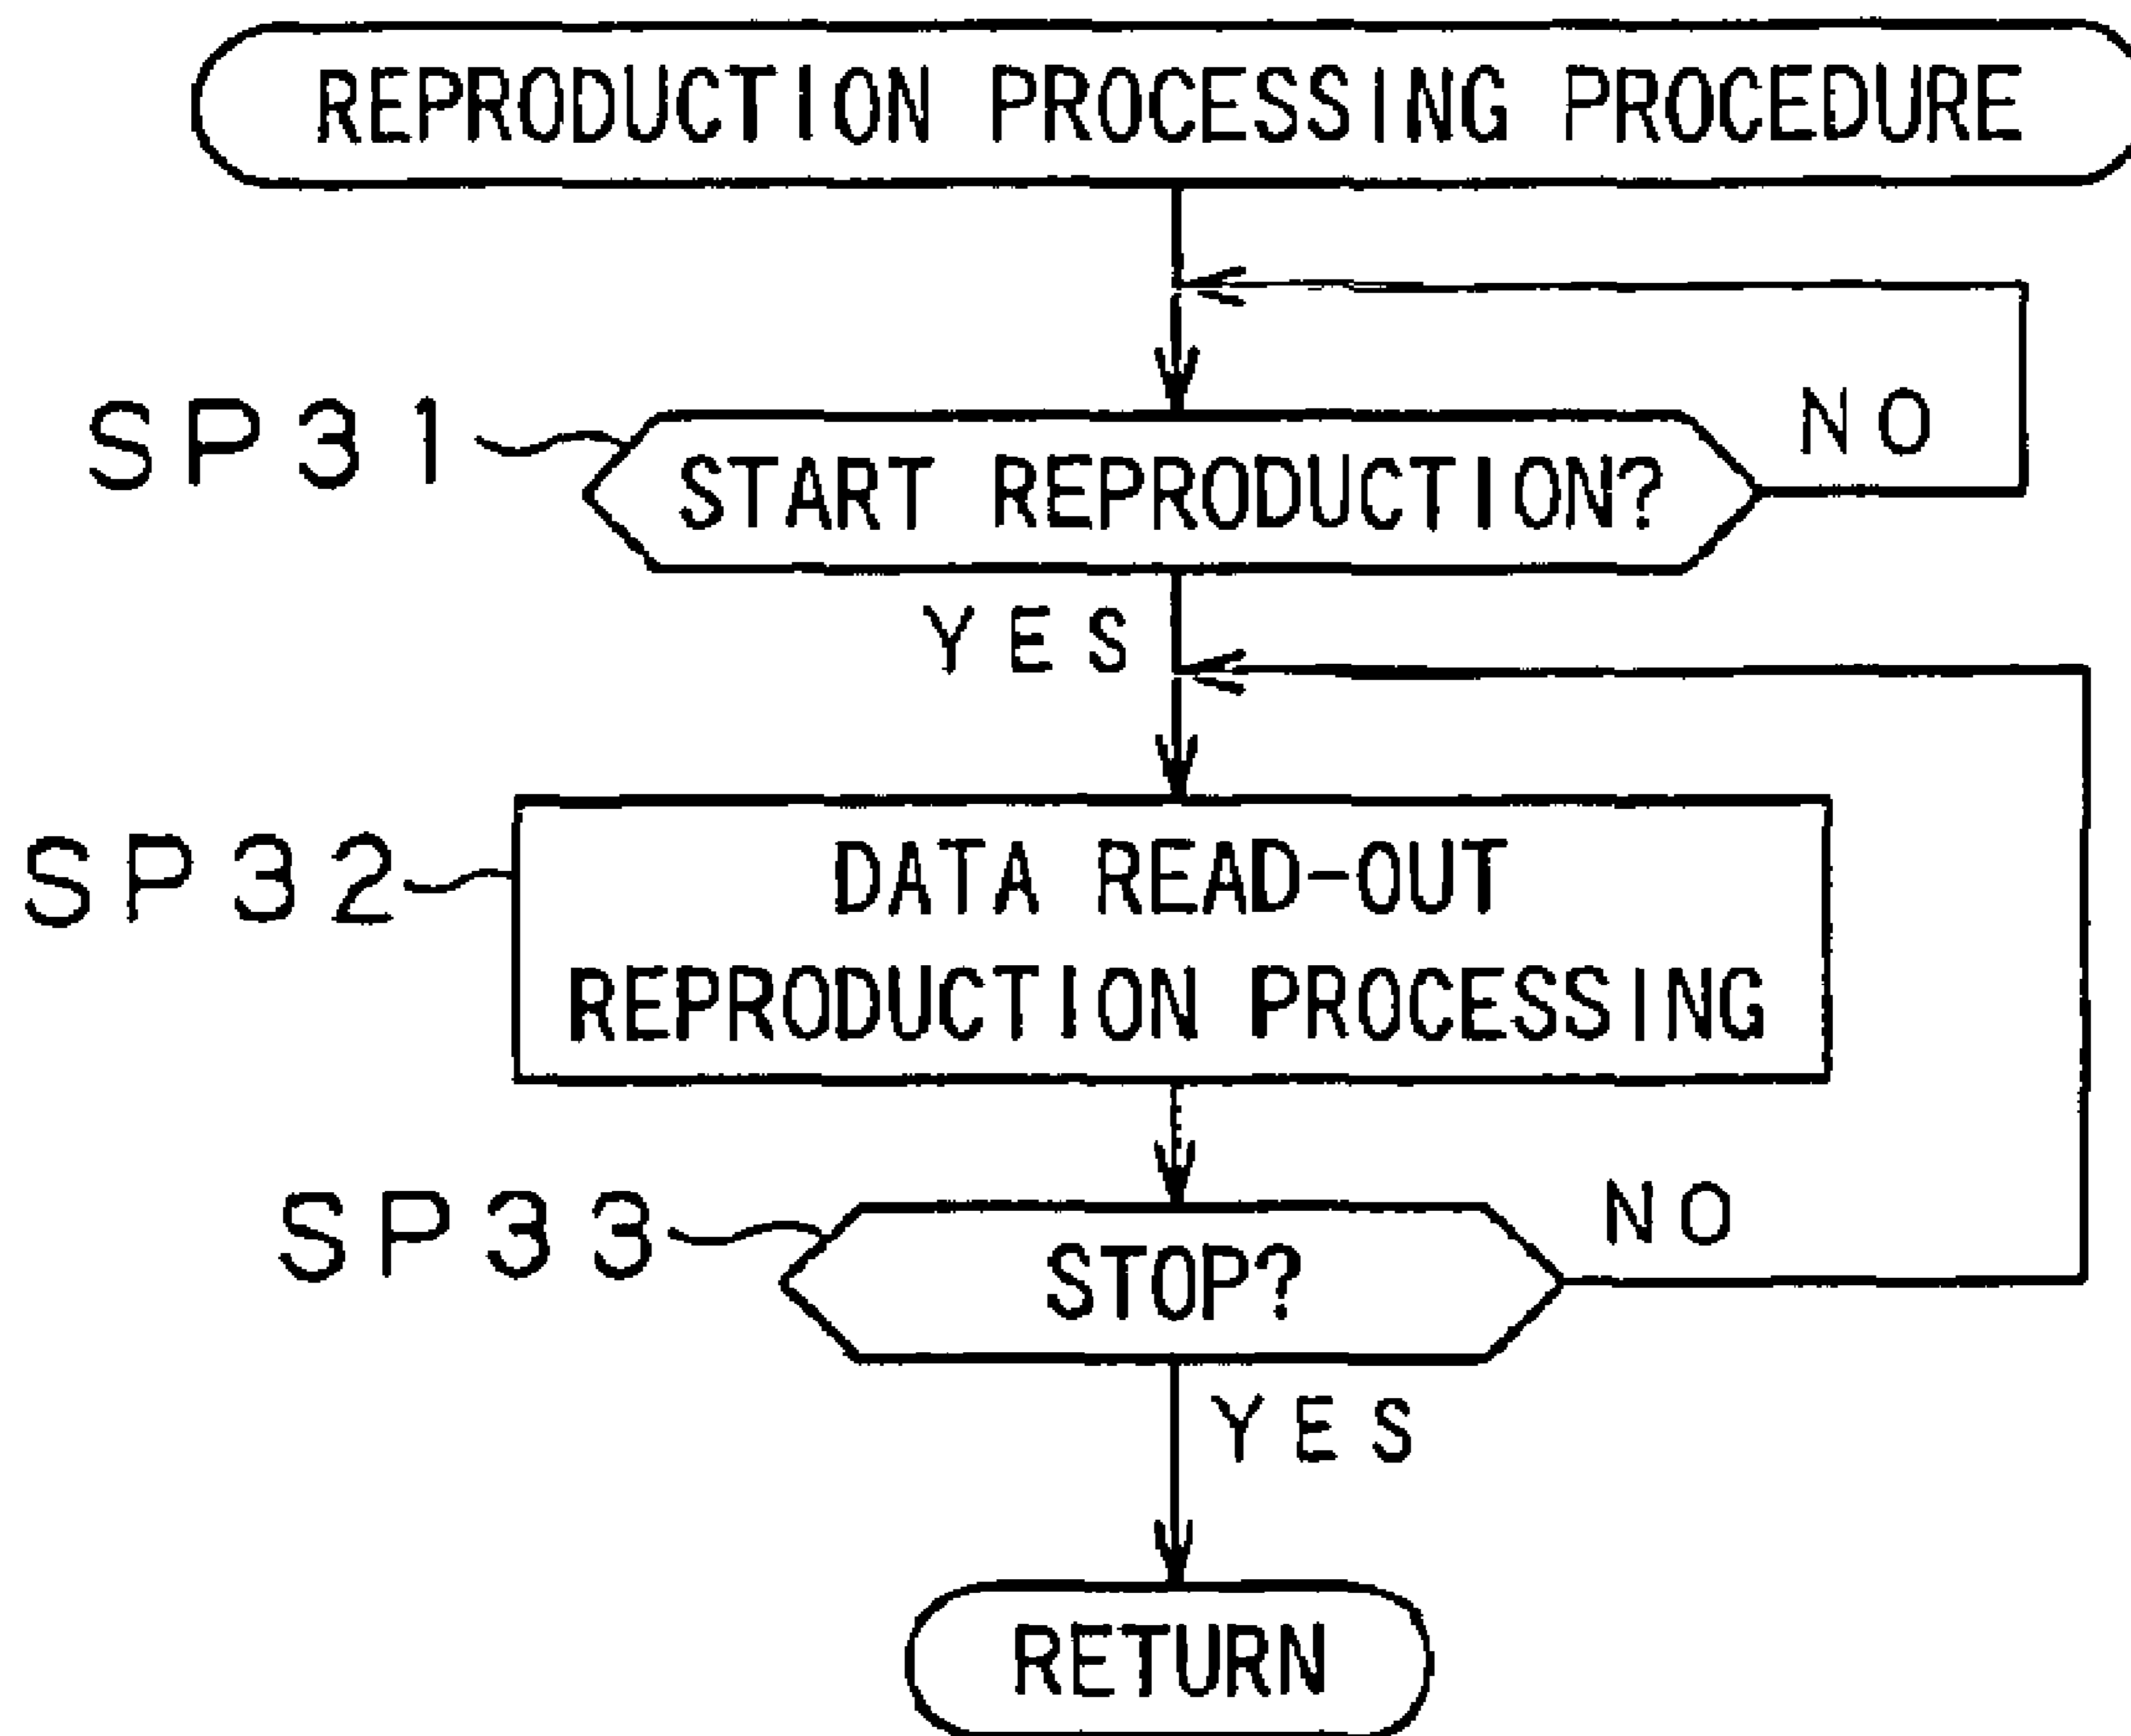 REPRODUCTION PROCESSING PROCEDURE
SP31
START REPRODUCTION?
NO
YES
SP32
DATA READ-OUT
REPRODUCTION PROCESSING
SP33
STOP?
NO
YES
RETURN